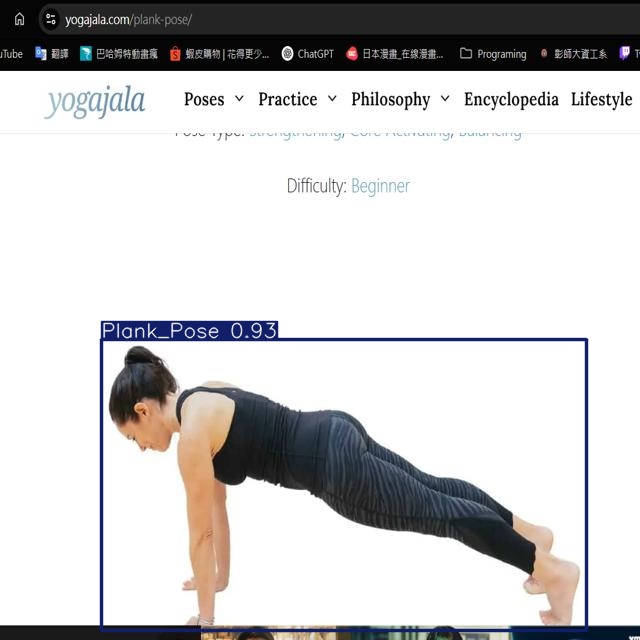 yogajala.com/plank-pose/
uTube 翻譯 巴哈姆特動畫瘋 蝦皮購物 | 花得更少... ChatGPT 日本漫畫_在線漫畫... Programing 彰師大資工系
yogajala Poses Practice Philosophy Encyclopedia Lifestyle
Pose Type: Strengthening, Core Activating, Balancing
Difficulty: Beginner
Plank_Pose 0.93